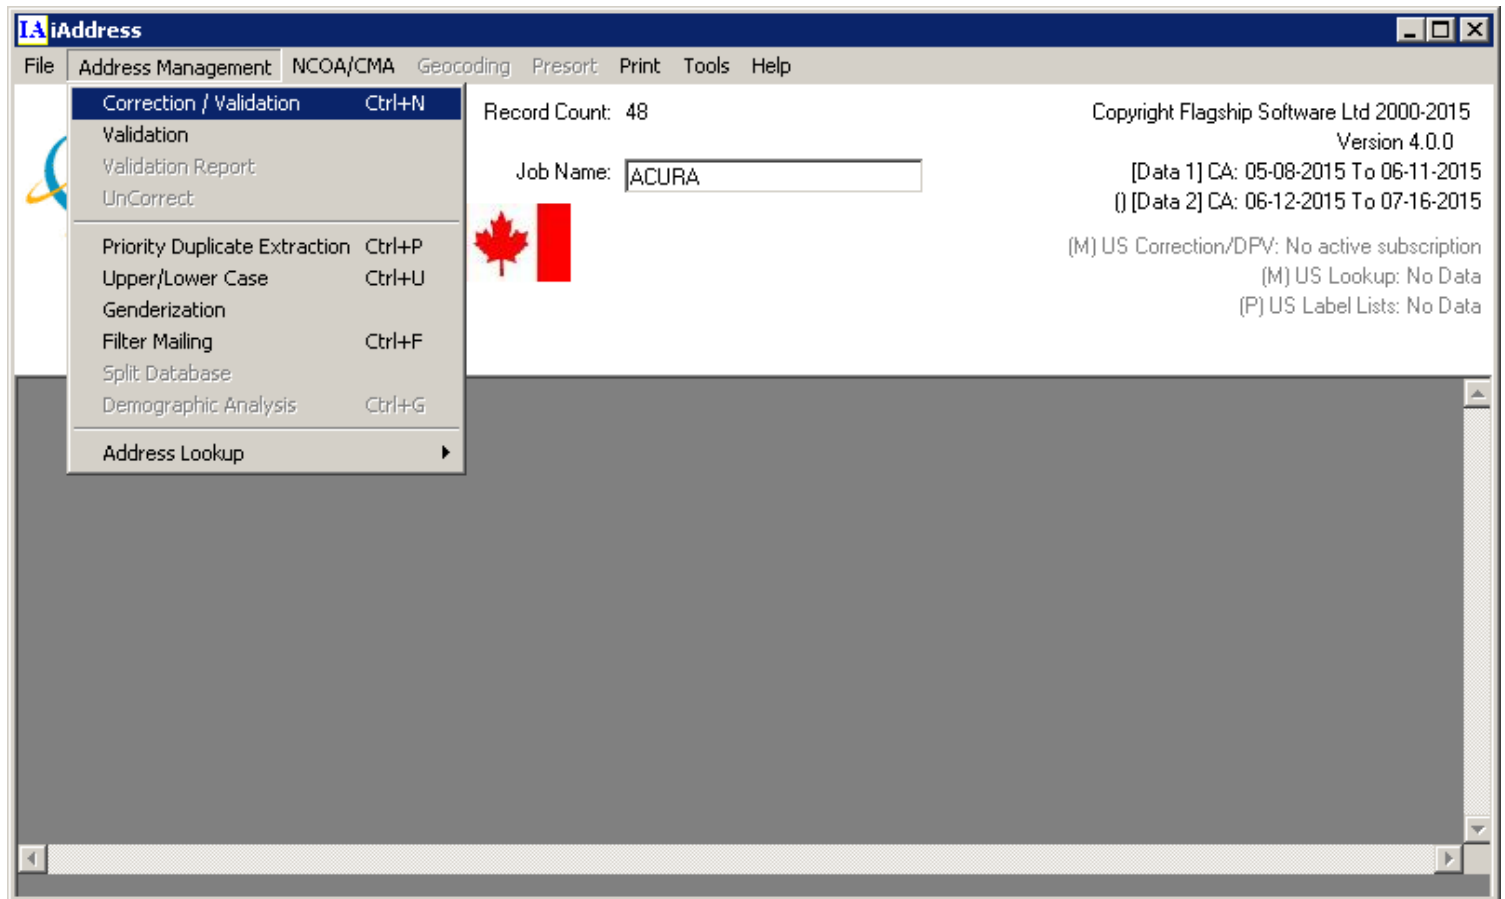 IA iAddress
File Address Management NCOA/CMA Geocoding Presort Print Tools Help
Correction / Validation Ctrl+N
Validation
Validation Report
UnCorrect
Priority Duplicate Extraction Ctrl+P
Upper/Lower Case Ctrl+U
Genderization
Filter Mailing Ctrl+F
Split Database
Demographic Analysis Ctrl+G
Address Lookup
Record Count: 48
Job Name: ACURA
Copyright Flagship Software Ltd 2000-2015
Version 4.0.0
[Data 1] CA: 05-08-2015 To 06-11-2015
() [Data 2] CA: 06-12-2015 To 07-16-2015
(M) US Correction/DPV: No active subscription
(M) US Lookup: No Data
(P) US Label Lists: No Data